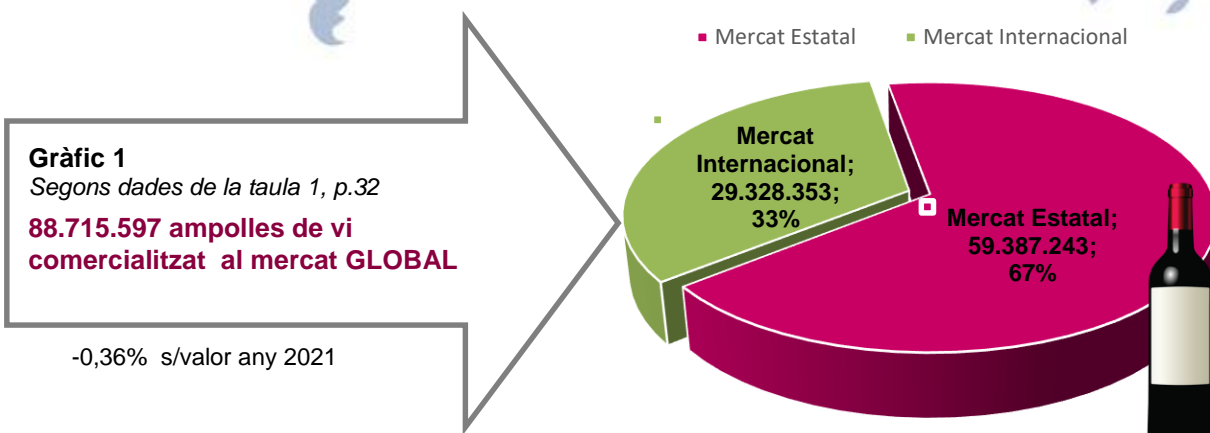 Mercat Estatal
Mercat Internacional
Gràfic 1
Segons dades de la taula 1, p.32
88.715.597 ampolles de vi
comercialitzat al mercat GLOBAL
-0,36% s/valor any 2021
Mercat
Internacional;
29.328.353;
33%
Mercat Estatal;
59.387.243;
67%